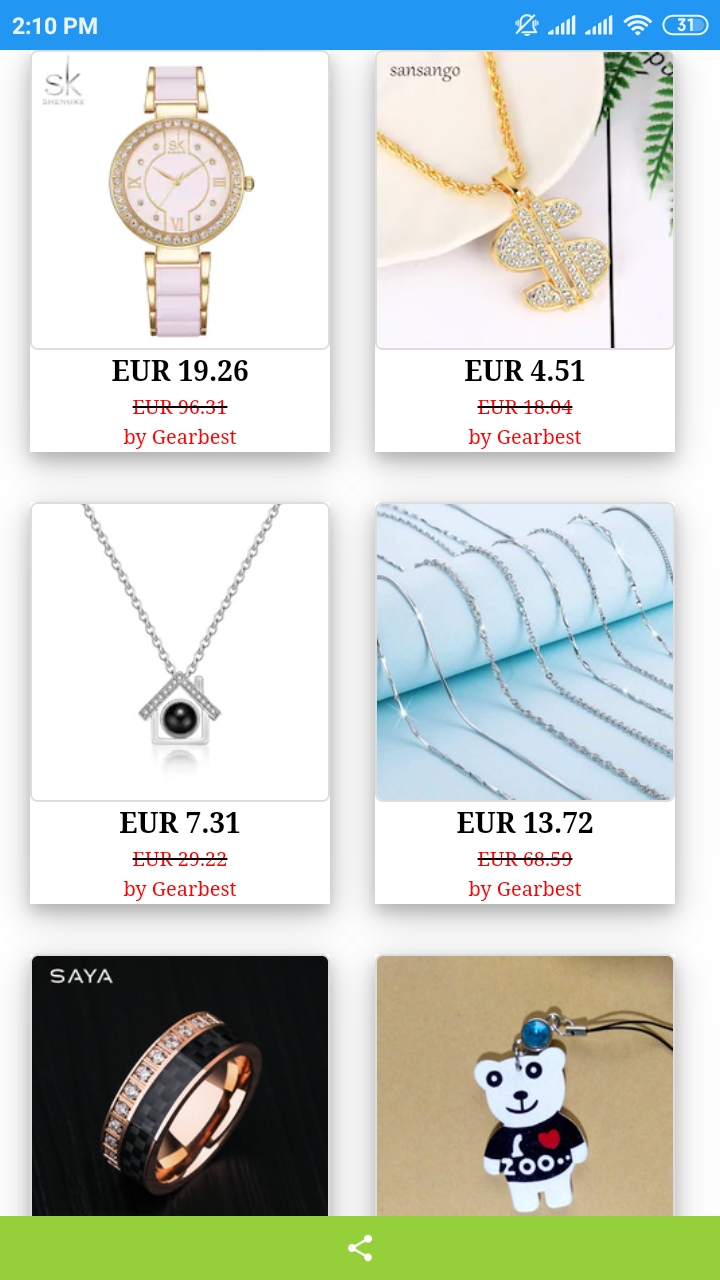 2:10 PM
31
sk
SHENGKE
SK
VI
sansango
EUR 19.26
EUR 96.31
by Gearbest
EUR 4.51
EUR 18.04
by Gearbest
EUR 7.31
EUR 29.22
by Gearbest
EUR 13.72
EUR 68.59
by Gearbest
SAYA
I
ZOO..